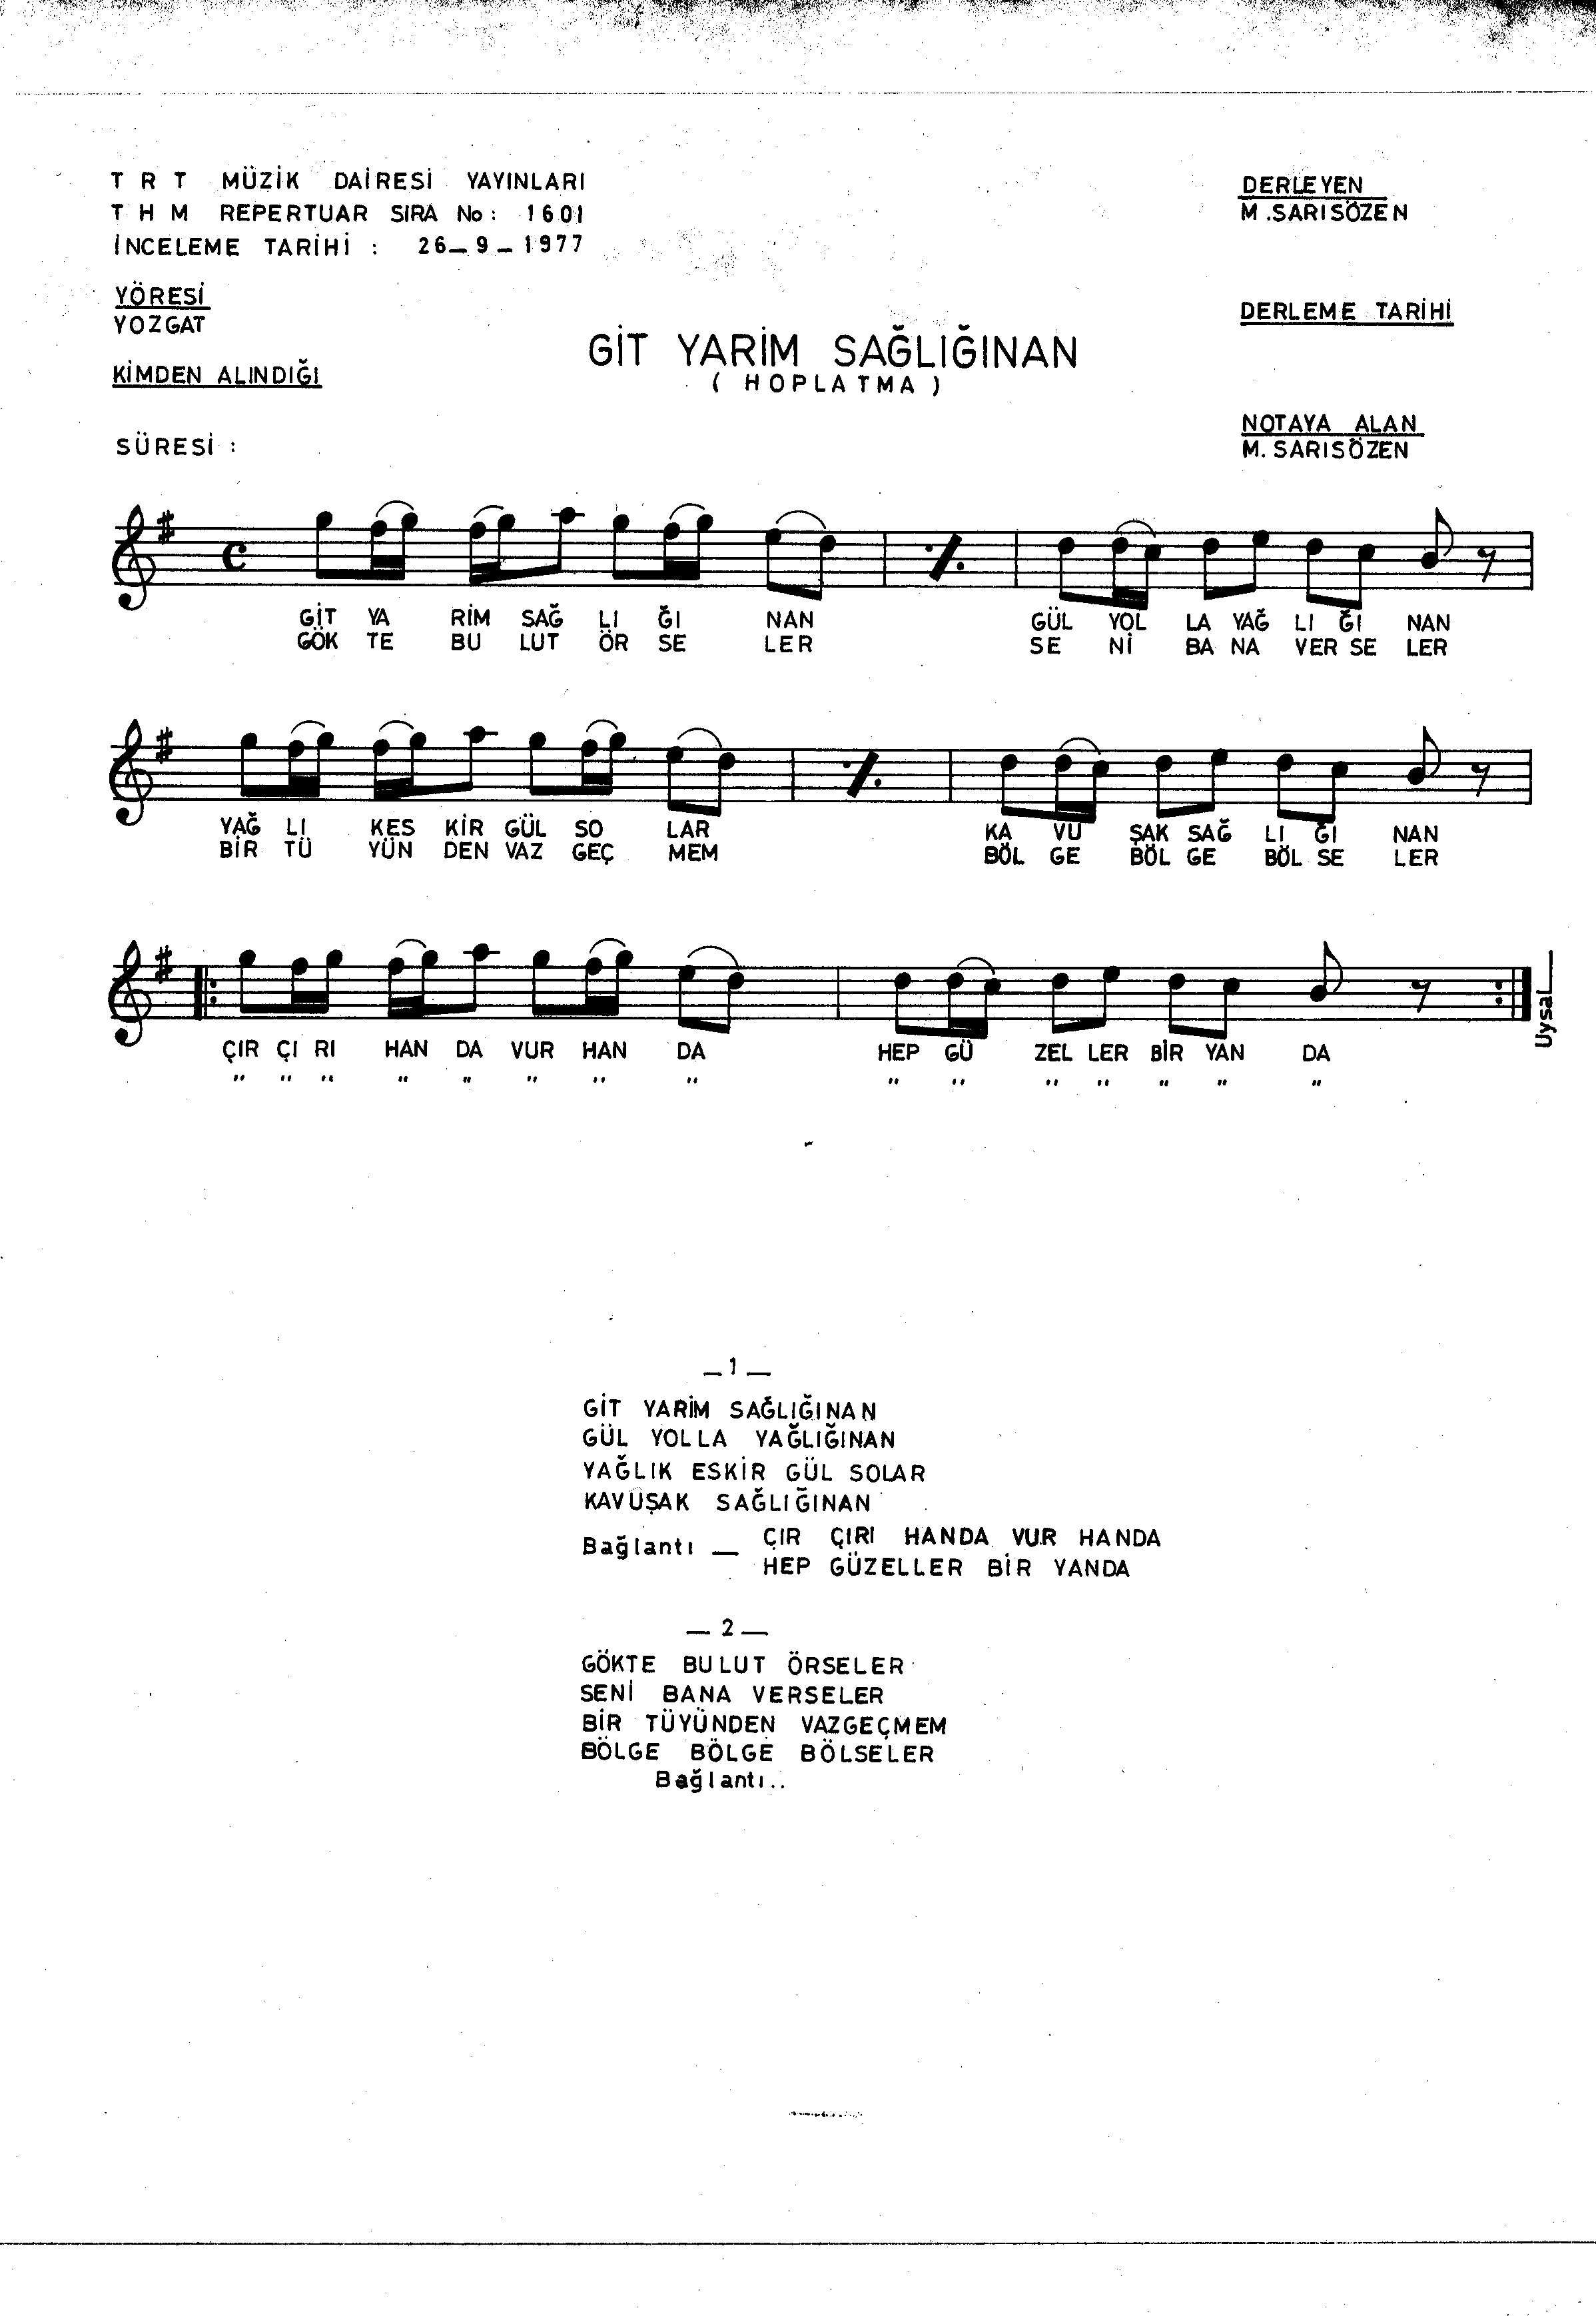 T R T MÜZİK DAİRESİ YAYINLARI
T H M REPERTUAR SIRA No: 1601
İNCELEME TARİHİ : 26_9_1977
DERLEYEN
M.SARISÖZEN
YÖRESİ
YOZGAT
DERLEME TARİHİ
GİT YARİM SAĞLIĞINAN
( HOPLATMA )
KİMDEN ALINDIĞI
NOTAYA ALAN
M. SARISÖZEN
SÜRESİ :
GİT YA RİM SAĞ LI ĞI NAN GÜL YOL LA YAĞ LI ĞI NAN
GÖK TE BU LUT ÖR SE LER SE Nİ BA NA VER SE LER
YAĞ LI KES KİR GÜL SO LAR KA VU ŞAK SAĞ LI ĞI NAN
BİR TÜ YÜN DEN VAZ GEÇ MEM BÖL GE BÖL GE BÖL SE LER
ÇIR ÇI RI HAN DA VUR HAN DA HEP GÜ ZEL LER BİR YAN DA
" " " " " " " " " " " " " " "
Uysal
_1_
GİT YARİM SAĞLIĞINAN
GÜL YOLLA YAĞLIĞINAN
YAĞLIK ESKİR GÜL SOLAR
KAVUŞAK SAĞLIĞINAN
Bağlantı _ ÇIR ÇIRI HANDA VUR HANDA
HEP GÜZELLER BİR YANDA
_2_
GÖKTE BULUT ÖRSELER
SENİ BANA VERSELER
BİR TÜYÜNDEN VAZGEÇMEM
BÖLGE BÖLGE BÖLSELER
Bağlantı..